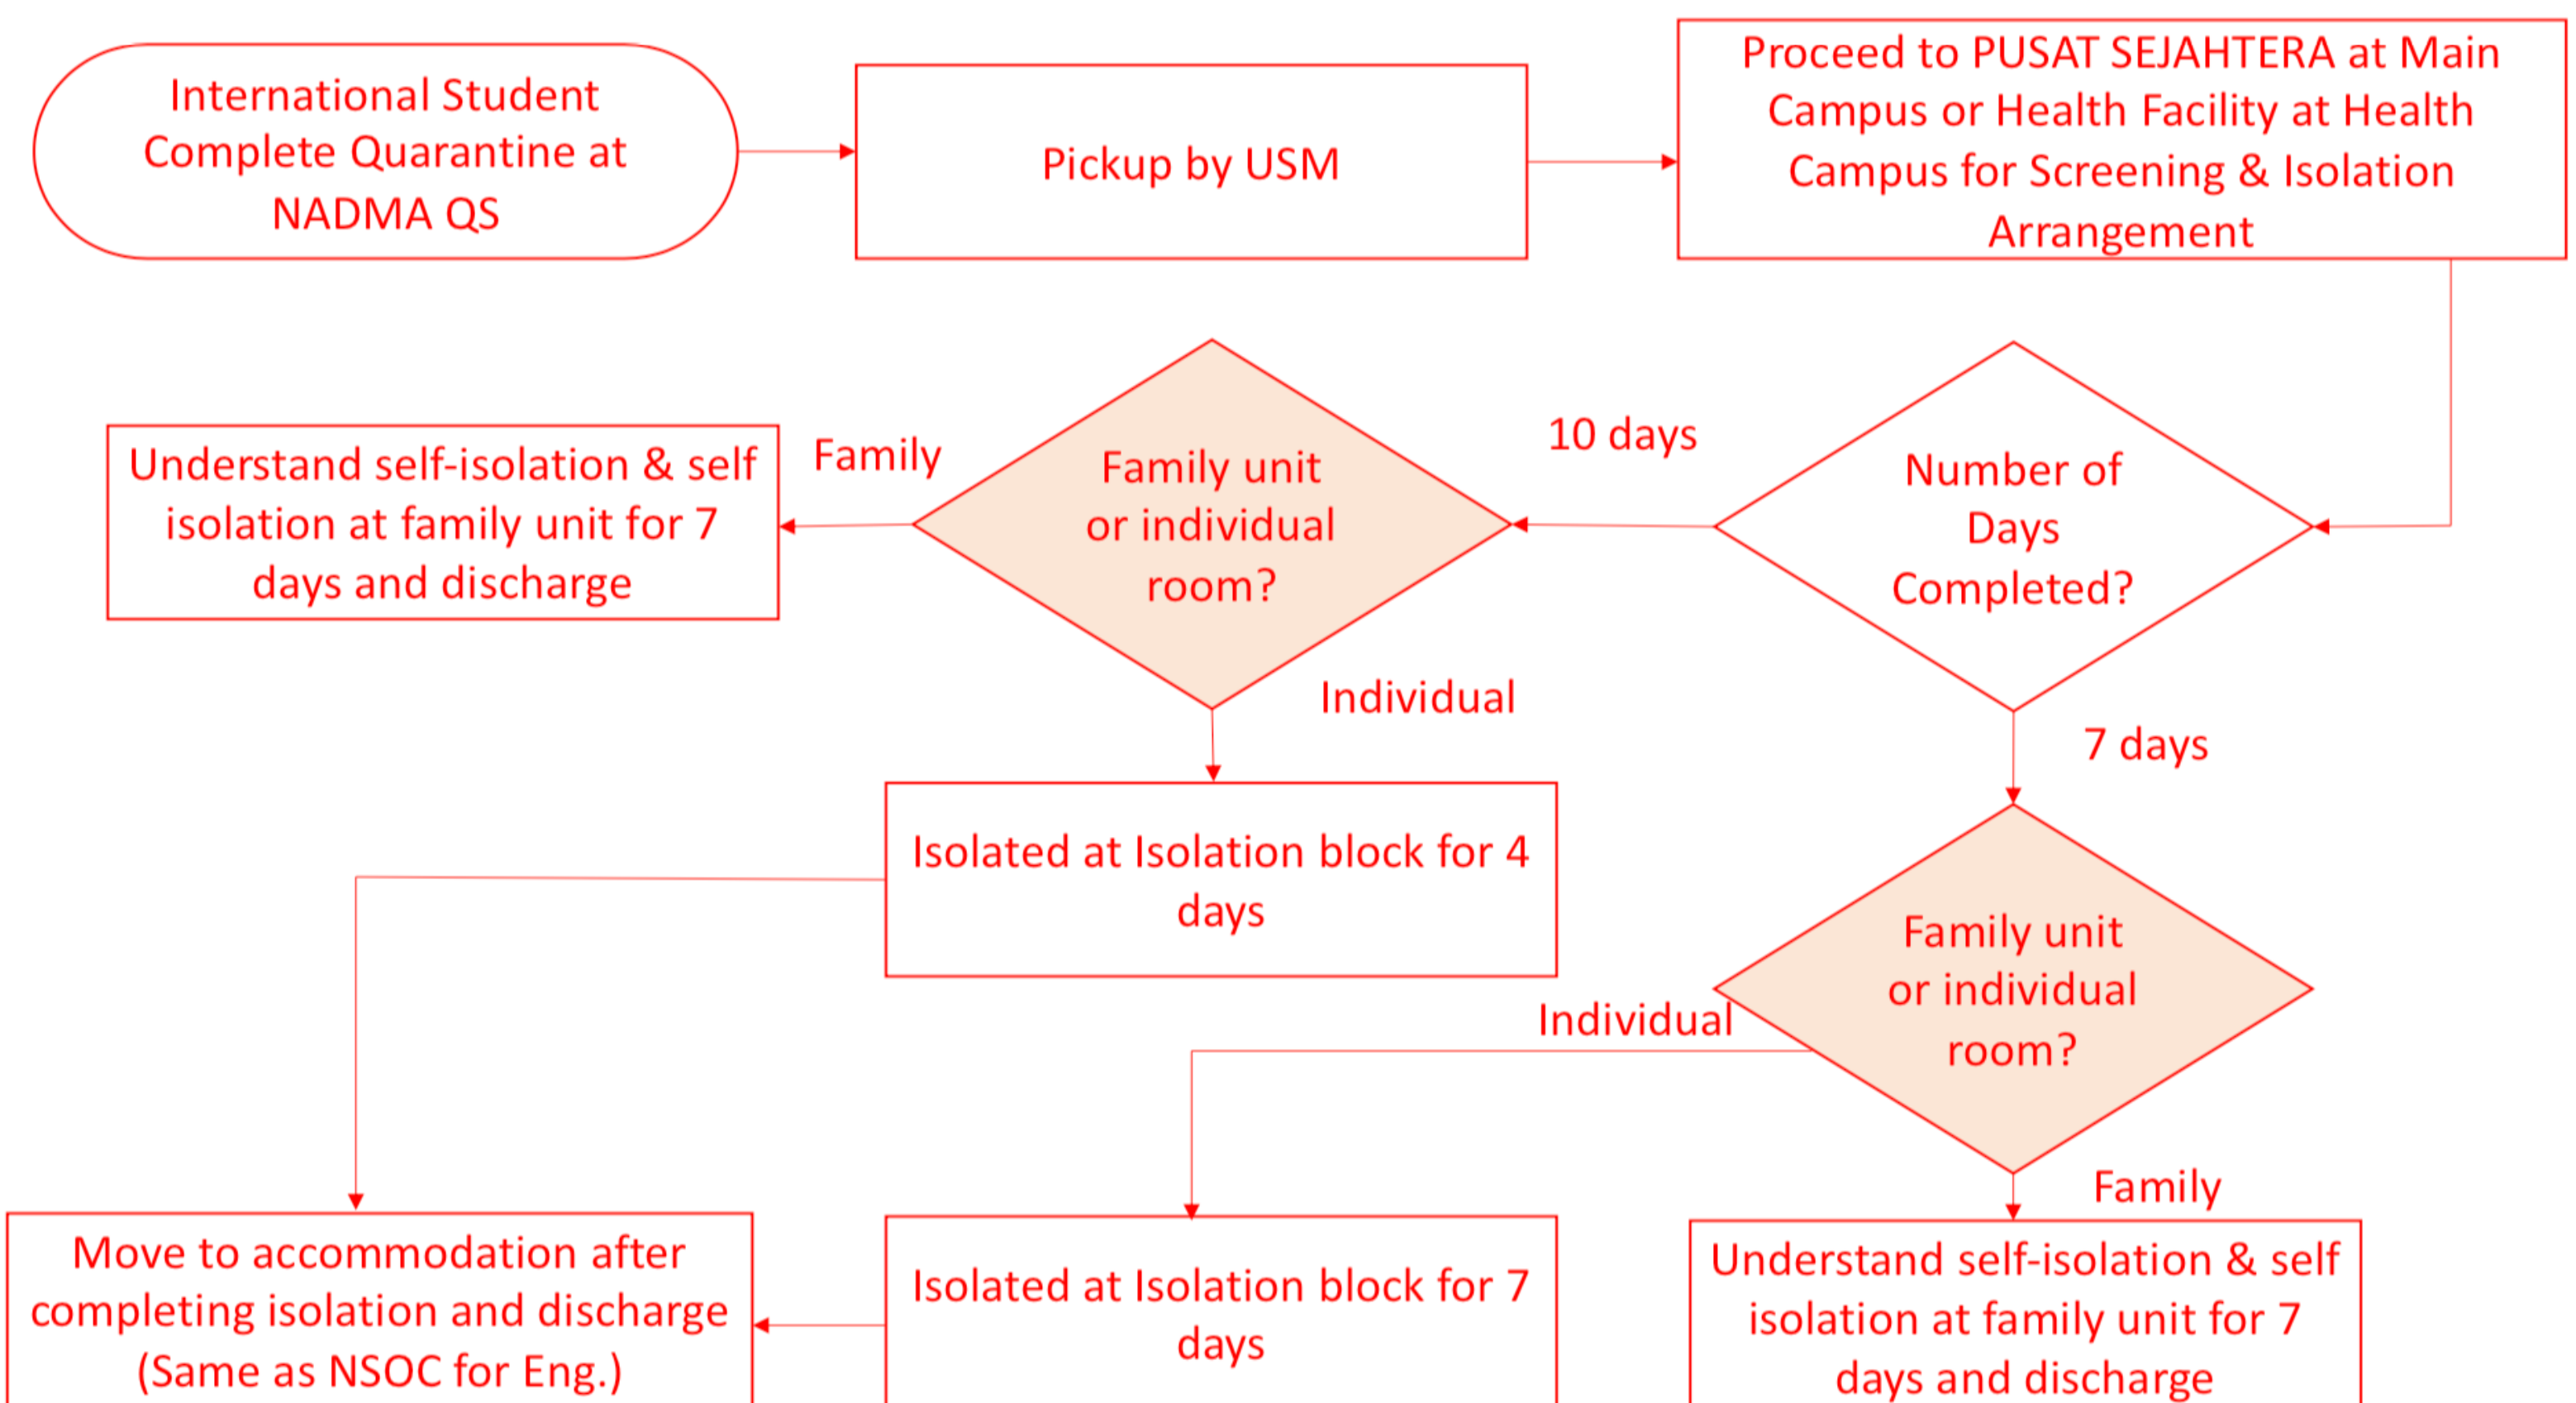 International Student
Complete Quarantine at
NADMA QS
Pickup by USM
Proceed to PUSAT SEJAHTERA at Main
Campus or Health Facility at Health
Campus for Screening & Isolation
Arrangement
Number of
Days
Completed?
10 days
Family unit
or individual
room?
Family
Understand self-isolation & self
isolation at family unit for 7
days and discharge
Individual
Isolated at Isolation block for 4
days
7 days
Family unit
or individual
room?
Individual
Family
Move to accommodation after
completing isolation and discharge
(Same as NSOC for Eng.)
Isolated at Isolation block for 7
days
Understand self-isolation & self
isolation at family unit for 7
days and discharge